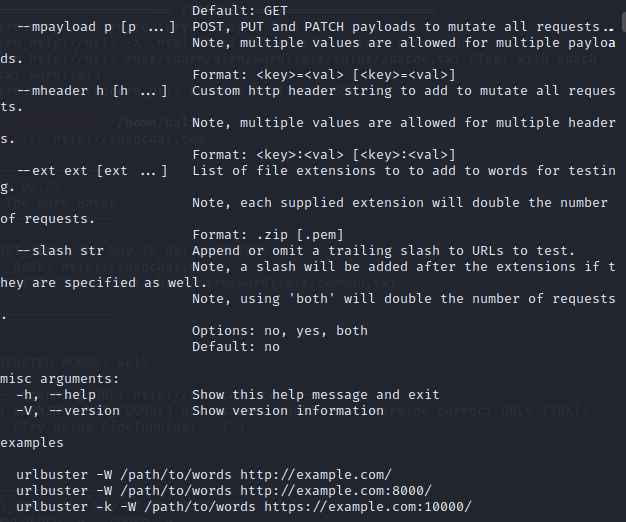 Default: GET
--mpayload p [p ...]  POST, PUT and PATCH payloads to mutate all requests..
Note, multiple values are allowed for multiple payloa
ds.
Format: <key>=<val> [<key>=<val>]
--mheader h [h ...]   Custom http header string to add to mutate all reques
ts.
Note, multiple values are allowed for multiple header
s.
Format: <key>:<val> [<key>:<val>]
--ext ext [ext ...]   List of file extensions to to add to words for testin
g.
Note, each supplied extension will double the number
of requests.
Format: .zip [.pem]
--slash str           Append or omit a trailing slash to URLs to test.
Note, a slash will be added after the extensions if t
hey are specified as well.
Note, using 'both' will double the number of requests
.
Options: no, yes, both
Default: no
misc arguments:
-h, --help            Show this help message and exit
-V, --version         Show version information
examples
urlbuster -W /path/to/words http://example.com/
urlbuster -W /path/to/words http://example.com:8000/
urlbuster -k -W /path/to/words https://example.com:10000/